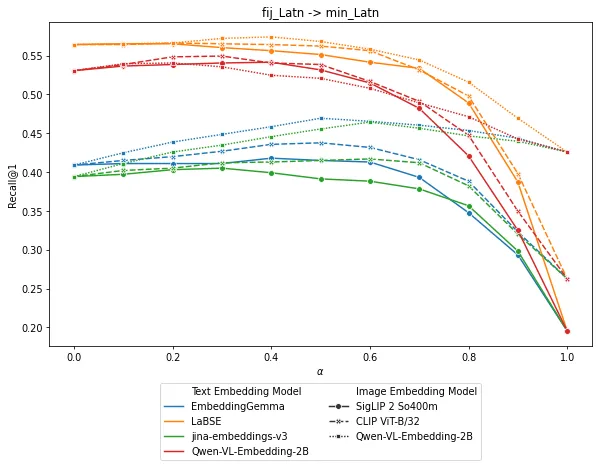 fij_Latn -> min_Latn
Recall@1
0.55
0.50
0.45
0.40
0.35
0.30
0.25
0.20
0.0 0.2 0.4 0.6 0.8 1.0
α
Text Embedding Model Image Embedding Model
EmbeddingGemma SigLIP 2 So400m
LaBSE CLIP ViT-B/32
jina-embeddings-v3 Qwen-VL-Embedding-2B
Qwen-VL-Embedding-2B